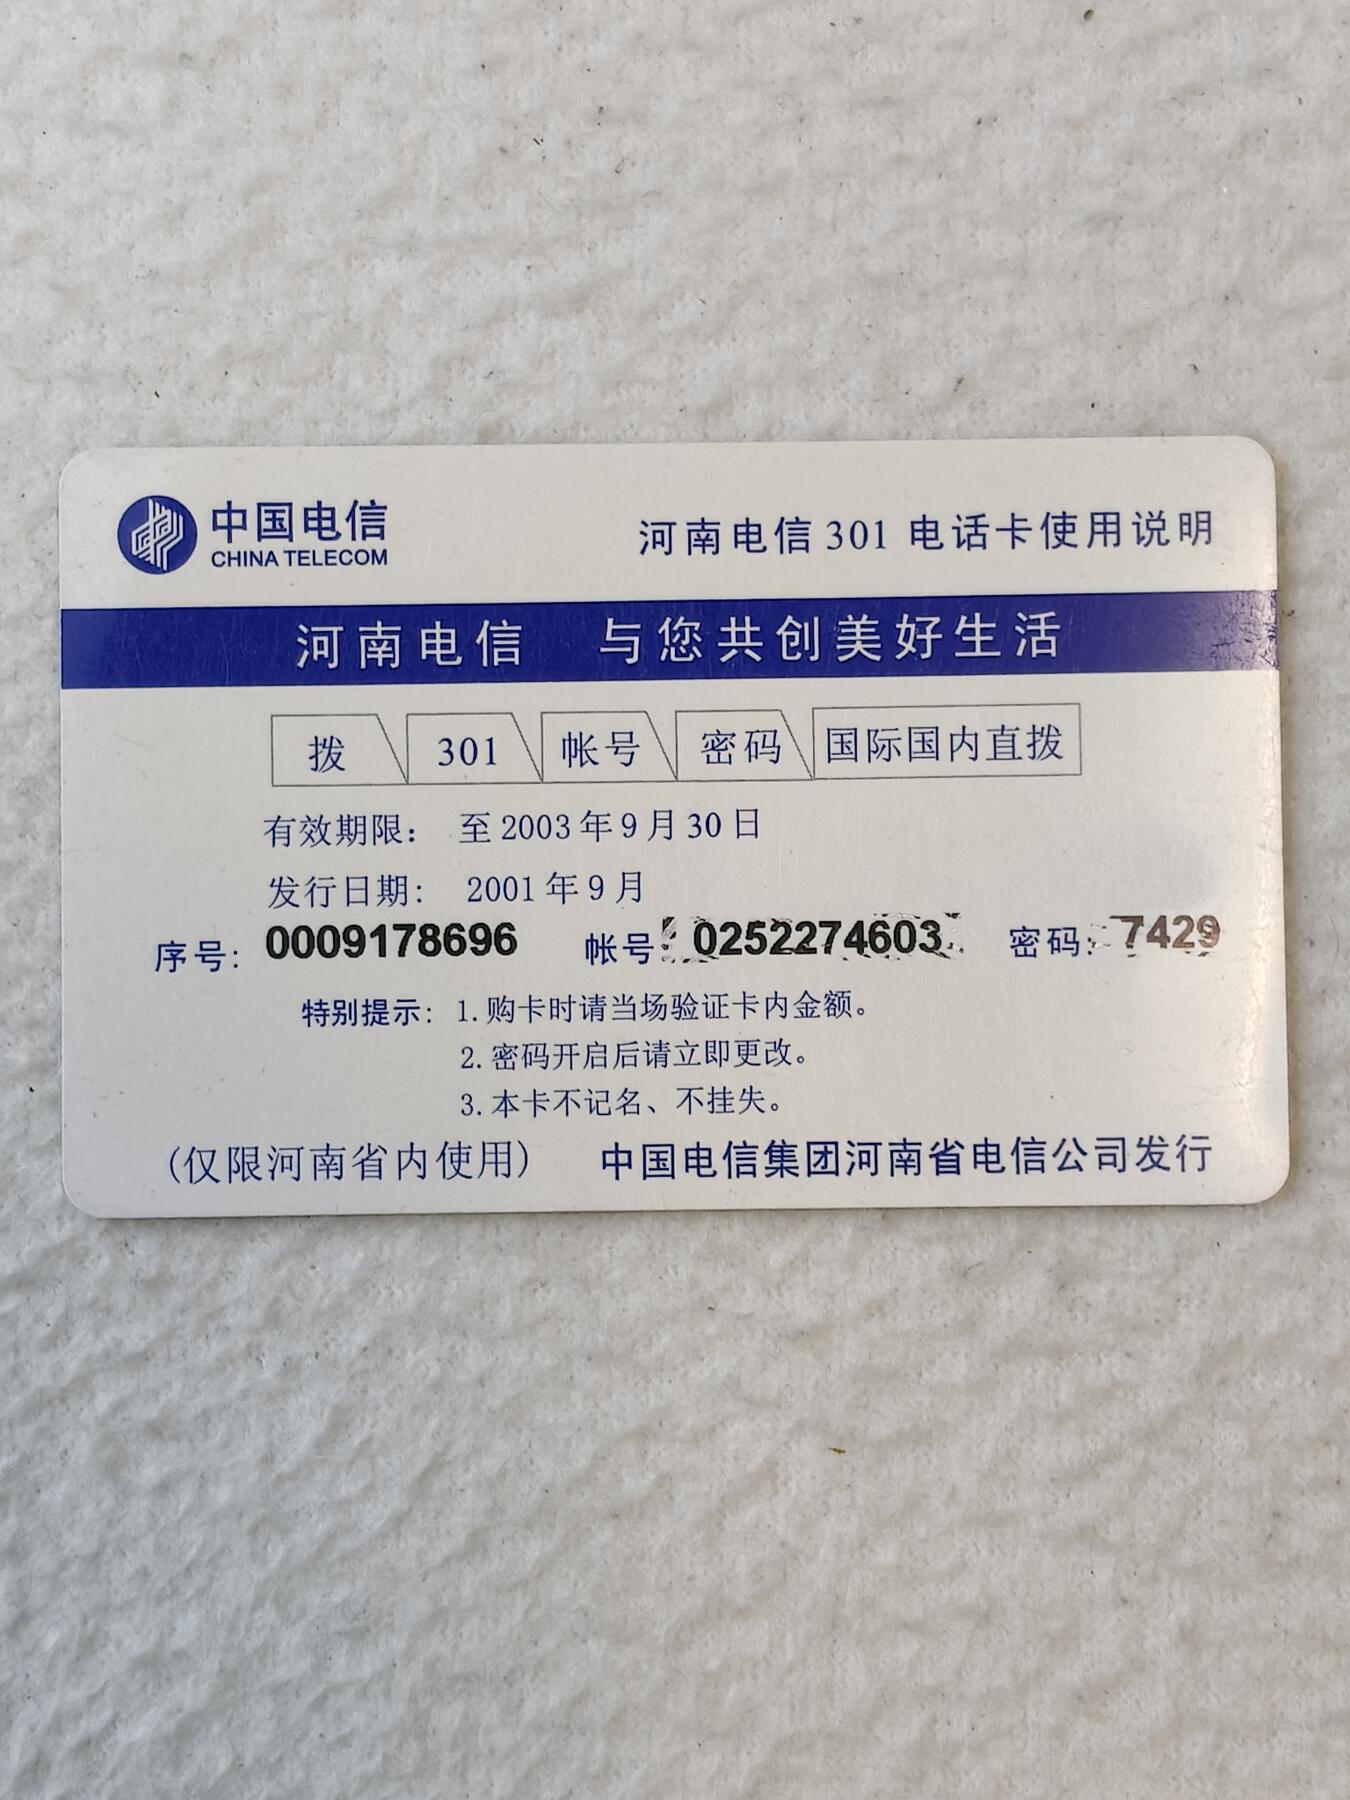 中国电信
CHINA TELECOM
河南电信 301 电话卡使用说明
河南电信 与您共创美好生活
拨 301 帐号 密码 国际国内直拨
有效期限： 至 2003 年 9 月 30 日
发行日期： 2001 年 9 月
序号：0009178696 帐号：0252274603 密码：7429
特别提示：1.购卡时请当场验证卡内金额。
2.密码开启后请立即更改。
3.本卡不记名、不挂失。
(仅限河南省内使用) 中国电信集团河南省电信公司发行